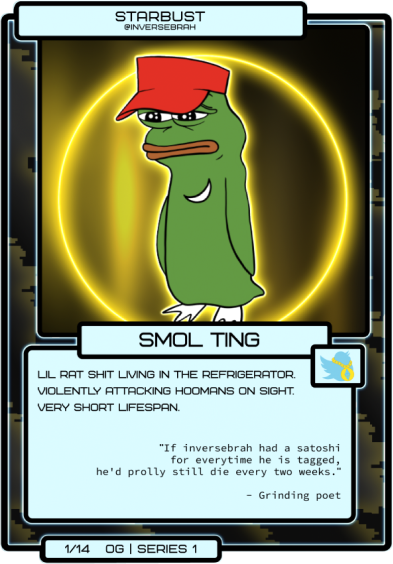 STARBUST
@INVERSEBRAH
SMOL TING
LIL RAT SHIT LIVING IN THE REFRIGERATOR.
VIOLENTLY ATTACKING HOOMANS ON SIGHT.
VERY SHORT LIFESPAN.
"If inversebrah had a satoshi
for everytime he is tagged,
he'd prolly still die every two weeks."
- Grinding poet
1/14 OG | SERIES 1